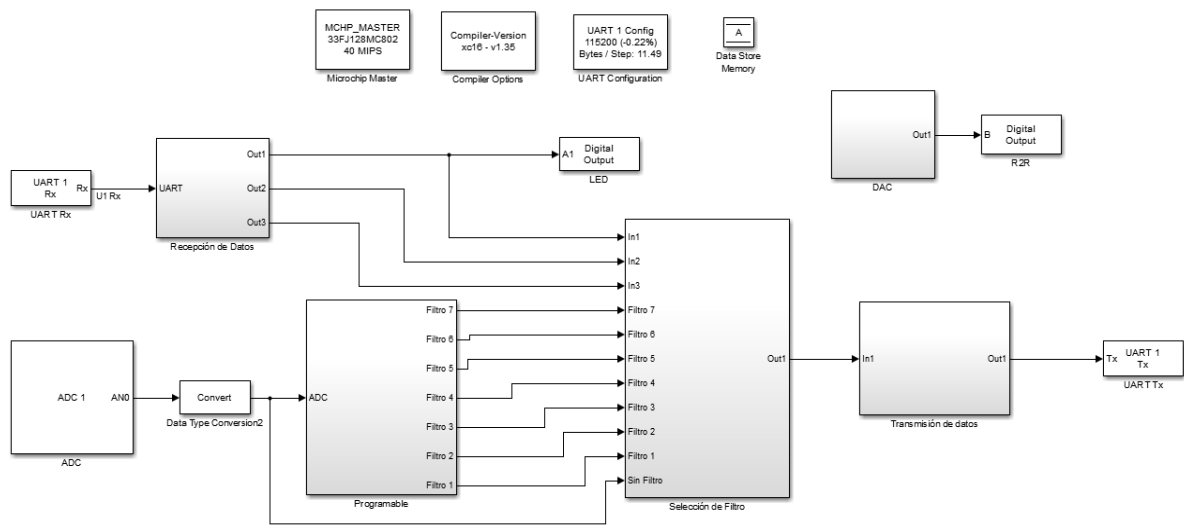 MCHP_MASTER
33FJ128MC802
40 MIPS
Microchip Master
Compiler-Version
xc16 - v1.35
Compiler Options
UART 1 Config
115200 (-0.22%)
Bytes / Step: 11.49
UART Configuration
A
Data Store
Memory
Out1
DAC
B
Digital
Output
R2R
UART 1
Rx
Rx
UART Rx
U1 Rx
UART
Out1
Out2
Out3
Recepción de Datos
A1
Digital
Output
LED
In1
In2
In3
Filtro 7
Filtro 6
Filtro 5
Filtro 4
Filtro 3
Filtro 2
Filtro 1
Sin Filtro
Out1
Selección de Filtro
ADC 1
AN0
ADC
Convert
Data Type Conversion2
ADC
Filtro 7
Filtro 6
Filtro 5
Filtro 4
Filtro 3
Filtro 2
Filtro 1
Programable
In1
Out1
Transmisión de datos
Tx
UART 1
Tx
UART Tx